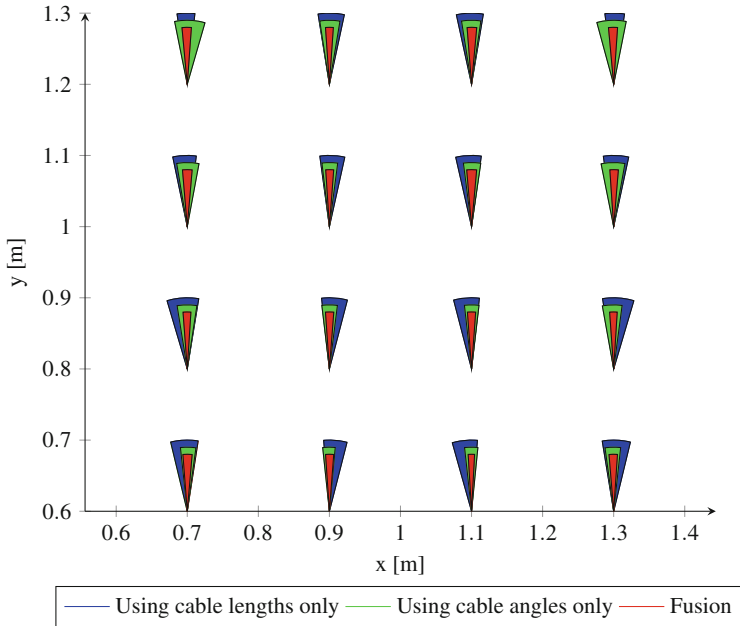 1.3
1.2
1.1
1
0.9
0.8
0.7
0.6
y [m]
0.6 0.7 0.8 0.9 1 1.1 1.2 1.3 1.4
x [m]
Using cable lengths only Using cable angles only Fusion